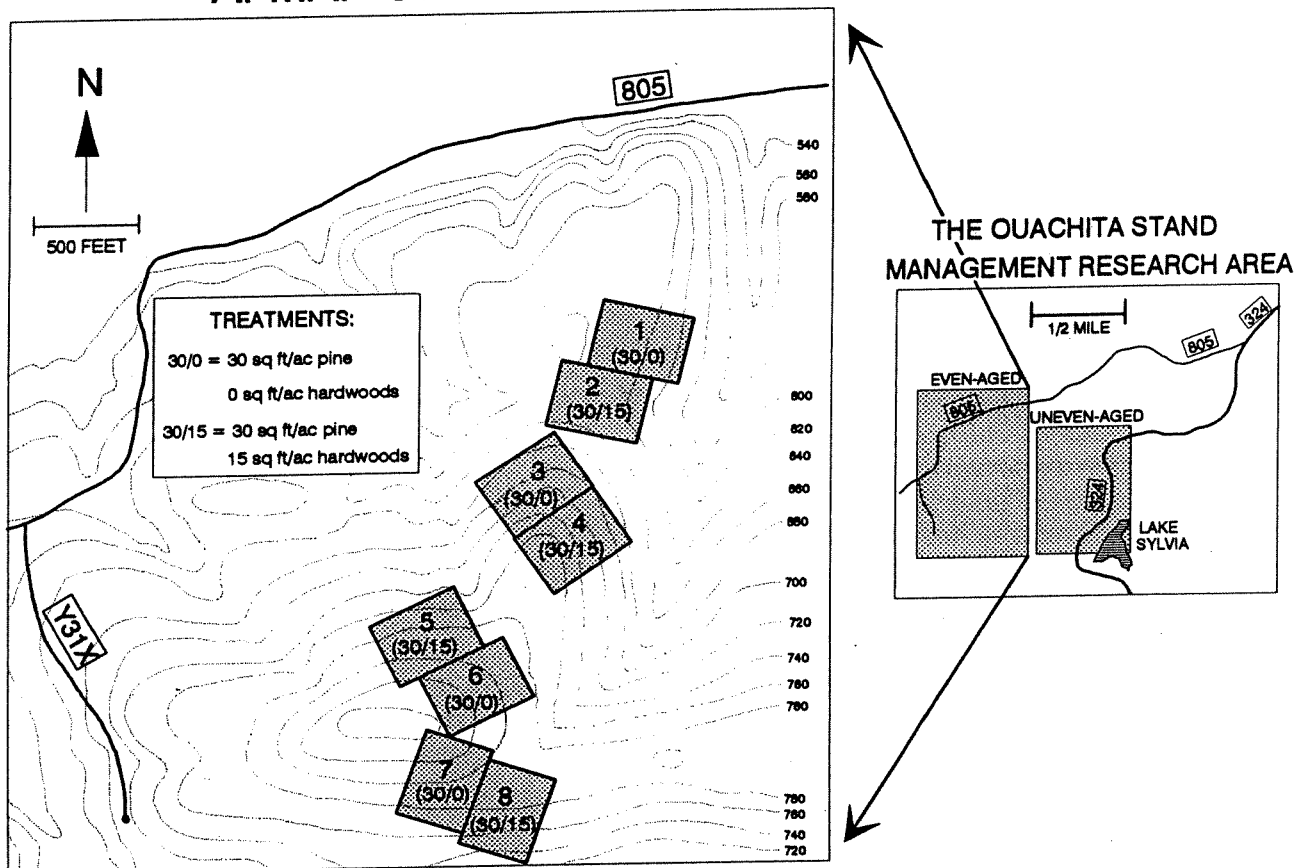 N
500 FEET
805
540
560
560
TREATMENTS:
30/0 = 30 sq ft/ac pine
0 sq ft/ac hardwoods
30/15 = 30 sq ft/ac pine
15 sq ft/ac hardwoods
1
(30/0)
2
(30/15)
3
(30/0)
4
(30/15)
5
(30/15)
6
(30/0)
7
(30/0)
8
(30/15)
600
620
640
660
680
700
720
740
760
780
780
760
740
720
Y31X
THE OUACHITA STAND
MANAGEMENT RESEARCH AREA
1/2 MILE
324
805
EVEN-AGED
805
UNEVEN-AGED
324
LAKE
SYLVIA